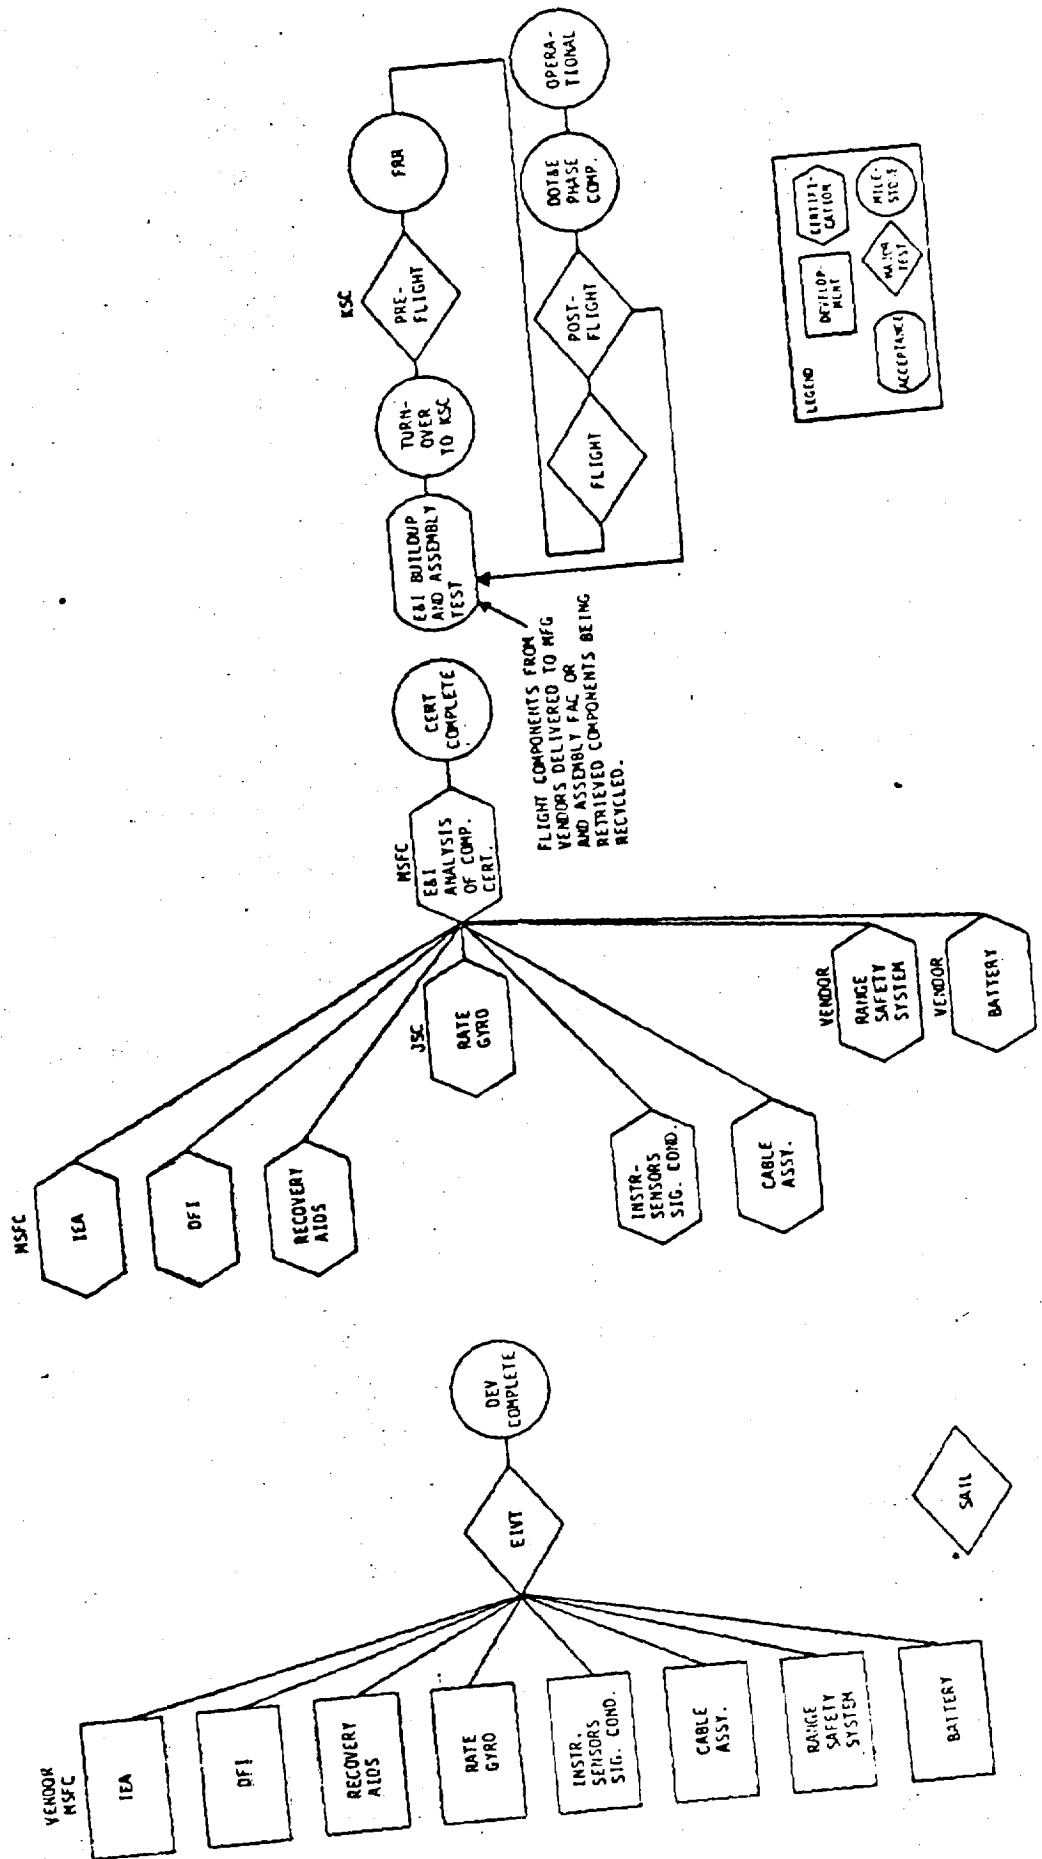 VENDOR
MSFC
IEA
DFI
RECOVERY
AIDS
RATE
GYRO
INSTR.
SENSORS
SIG. COND.
CABLE
ASSY.
RANGE
SAFETY
SYSTEM
BATTERY
EIVT
DEV
COMPLETE
SAIL
MSFC
IEA
DFI
RECOVERY
AIDS
JSC
RATE
GYRO
INSTR-
SENSORS
SIG. COND.
CABLE
ASSY.
VENDOR
RANGE
SAFETY
SYSTEM
VENDOR
BATTERY
MSFC
E&I
ANALYSIS
OF COMP.
CERT.
CERT
COMPLETE
FLIGHT COMPONENTS FROM
VENDORS DELIVERED TO MFG
AND ASSEMBLY FAC OR
RETRIEVED COMPONENTS BEING
RECYCLED.
E&I BUILDUP
AND ASSEMBLY
TEST
TURN-
OVER
TO KSC
KSC
PRE-
FLIGHT
FRR
FLIGHT
POST-
FLIGHT
DDT&E
PHASE
COMP.
OPERA-
TIONAL
LEGEND
DEVELOP-
MENT
CERTIFI-
CATION
ACCEPTANCE
MAJOR
TEST
MILE-
STONE